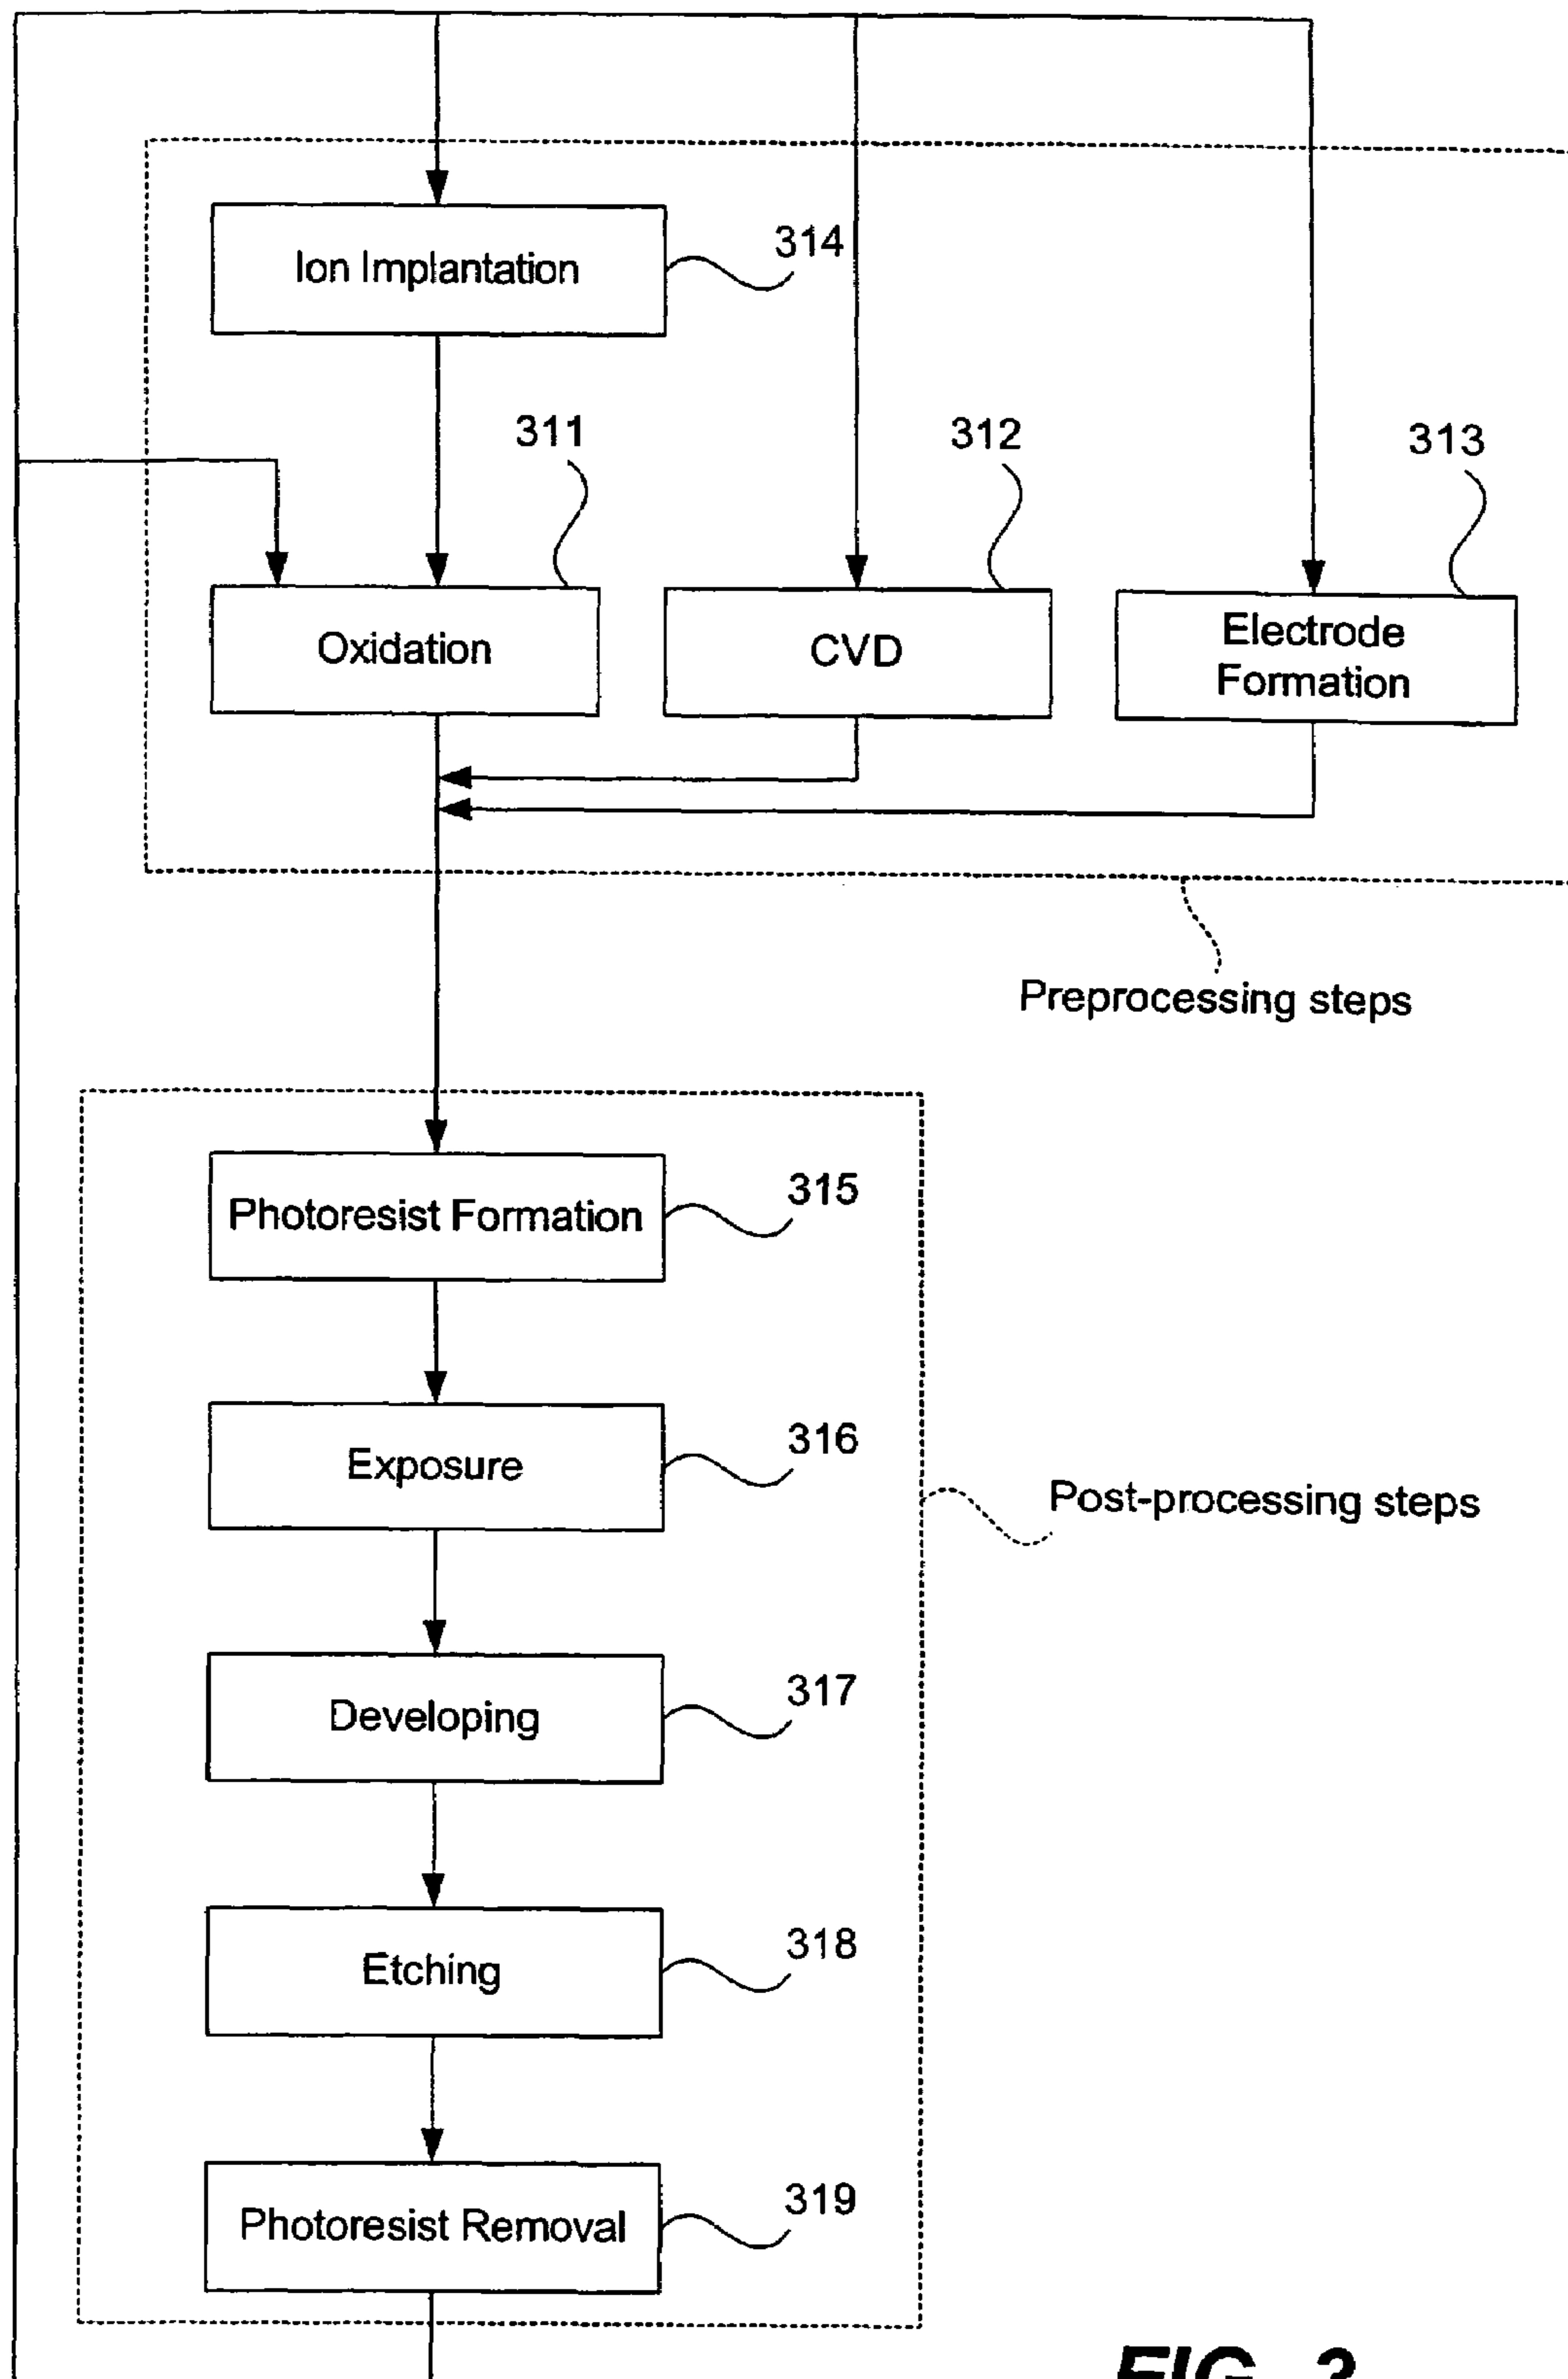 Ion Implantation
314
311
312
313
Oxidation
CVD
Electrode
Formation
Preprocessing steps
Photoresist Formation
315
Exposure
316
Post-processing steps
Developing
317
Etching
318
Photoresist Removal
319
FIG.